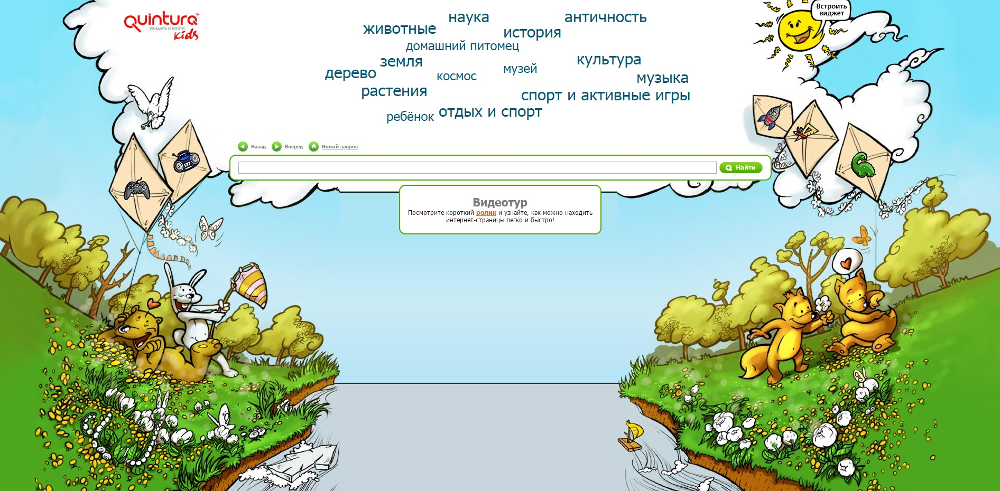 Quintura™
увидеть и найти
Kids
Встроить
виджет
наука
античность
животные
история
домашний питомец
земля
культура
дерево
космос
музей
музыка
растения
спорт и активные игры
ребёнок
отдых и спорт
Назад Вперед Новый запрос
Найти
Видеотур
Посмотрите короткий ролик и узнайте, как можно находить
интернет-страницы легко и быстро!